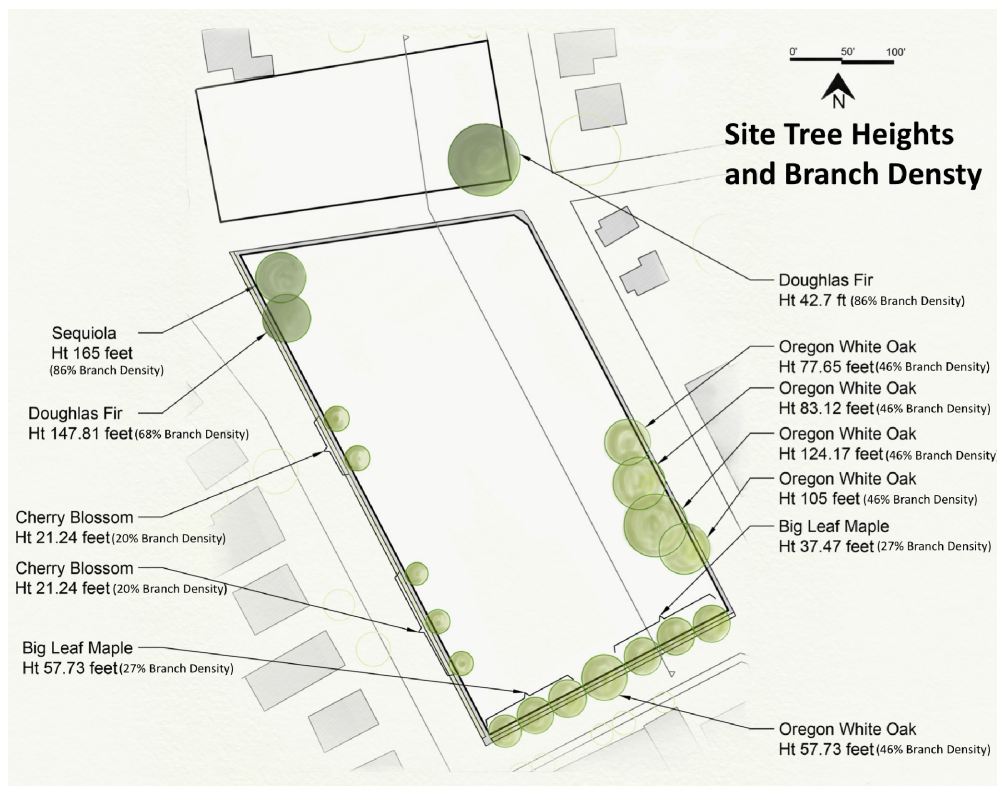 0' 50' 100'
N
Site Tree Heights
and Branch Densty
Doughlas Fir
Ht 42.7 ft (86% Branch Density)
Sequiola
Ht 165 feet
(86% Branch Density)
Doughlas Fir
Ht 147.81 feet (68% Branch Density)
Cherry Blossom
Ht 21.24 feet (20% Branch Density)
Cherry Blossom
Ht 21.24 feet (20% Branch Density)
Big Leaf Maple
Ht 57.73 feet (27% Branch Density)
Oregon White Oak
Ht 77.65 feet (46% Branch Density)
Oregon White Oak
Ht 83.12 feet (46% Branch Density)
Oregon White Oak
Ht 124.17 feet (46% Branch Density
Oregon White Oak
Ht 105 feet (46% Branch Density)
Big Leaf Maple
Ht 37.47 feet (27% Branch Density)
Oregon White Oak
Ht 57.73 feet (46% Branch Density)